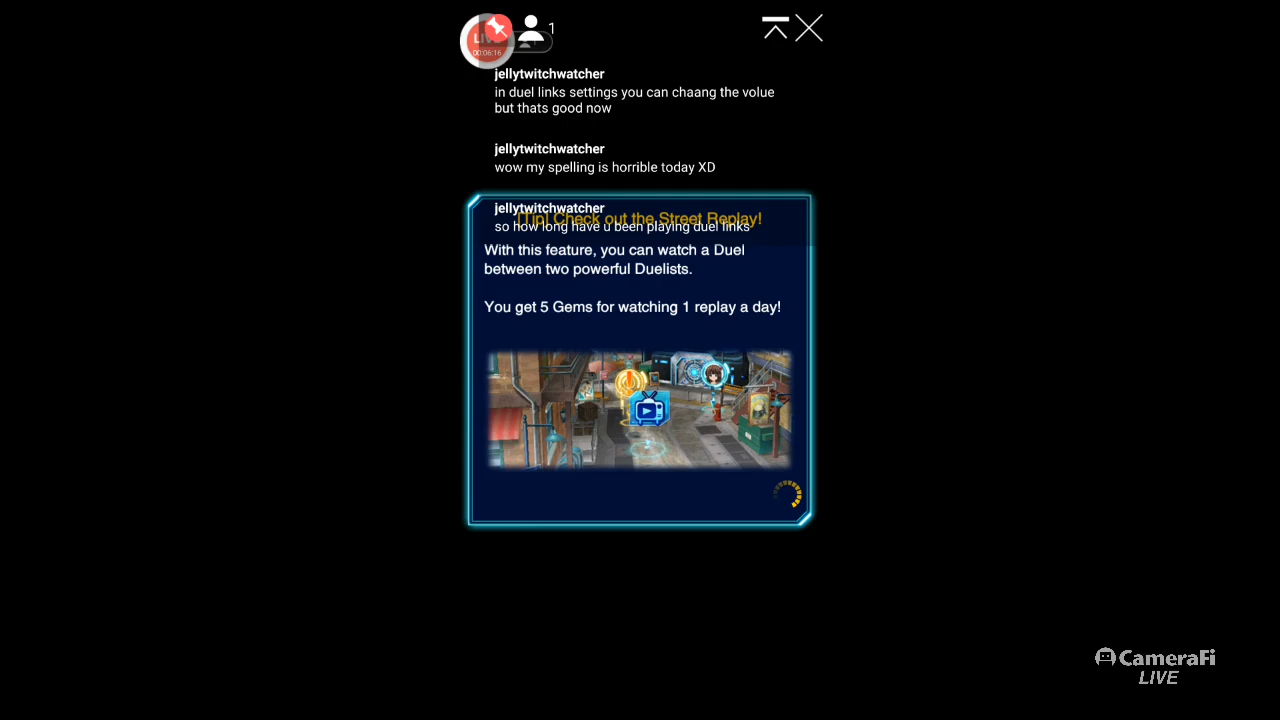 LIVE
00:06:16
1
jellytwitchwatcher
in duel links settings you can chaang the volue
but thats good now
jellytwitchwatcher
wow my spelling is horrible today XD
jellytwitchwatcher
[Tip] Check out the Street Replay!
so how long have u been playing duel links
With this feature, you can watch a Duel
between two powerful Duelists.
You get 5 Gems for watching 1 replay a day!
CameraFi
LIVE